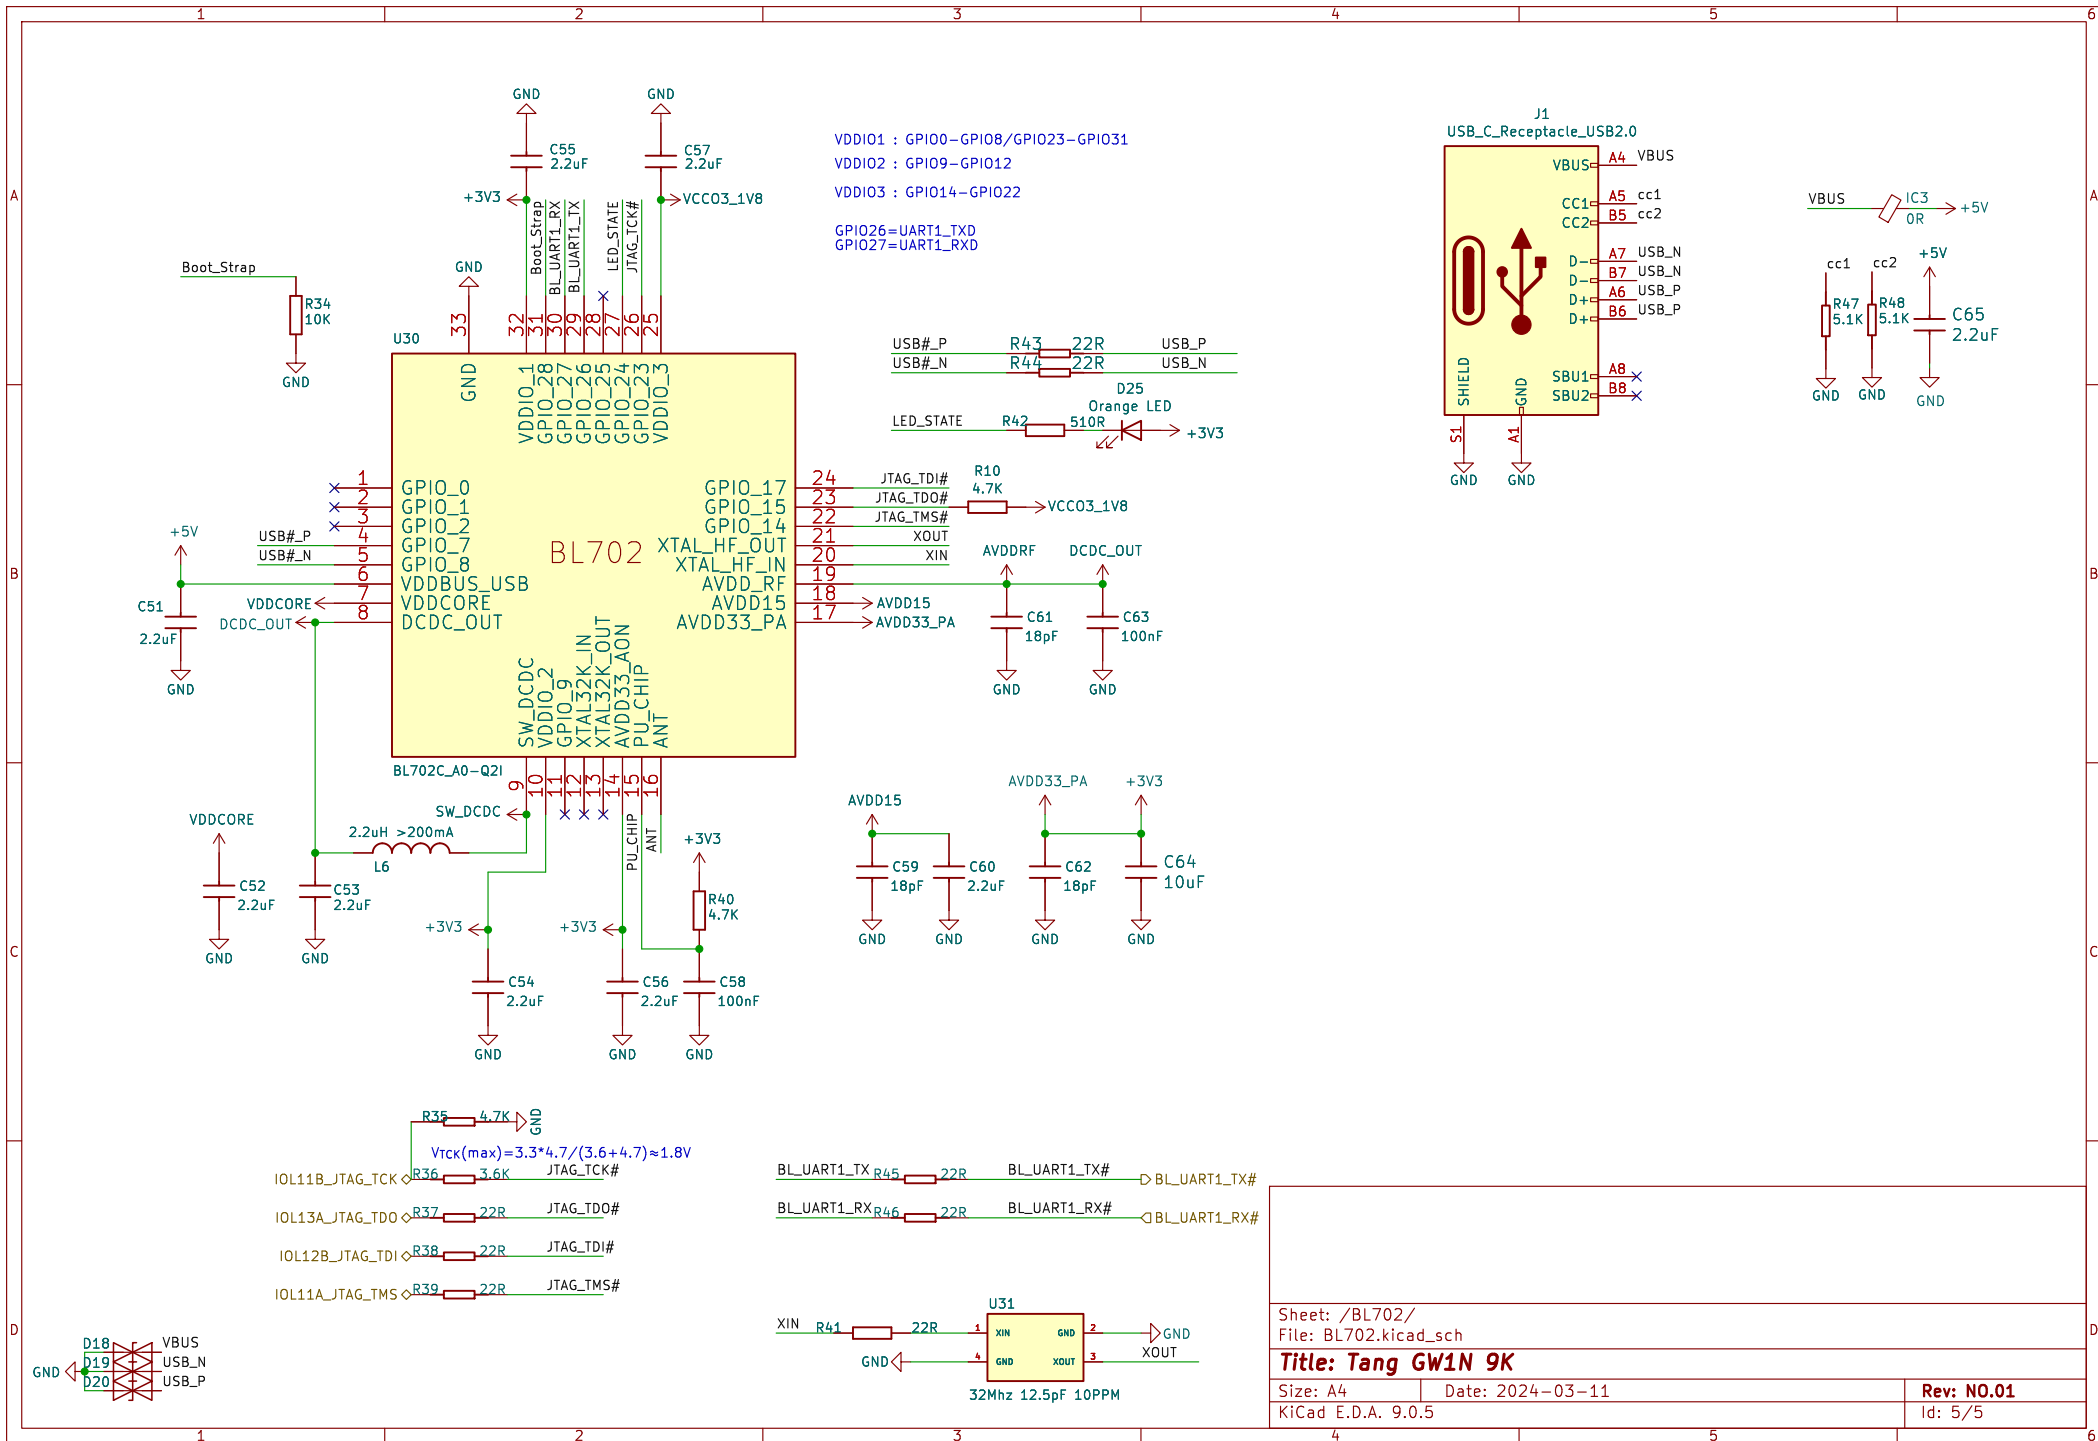 1 2 3 4 5 6
A
B
C
D
GND
C55
2.2uF
+3V3
GND
C57
2.2uF
VCCO3_1V8
Boot_Strap
BL_UART1_RX
BL_UART1_TX
LED_STATE
JTAG_TCK#
VDDIO1 : GPIO0-GPIO8/GPIO23-GPIO31
VDDIO2 : GPIO9-GPIO12
VDDIO3 : GPIO14-GPIO22
GPIO26=UART1_TXD
GPIO27=UART1_RXD
J1
USB_C_Receptacle_USB2.0
VBUS A4 VBUS
CC1 A5 cc1
CC2 B5 cc2
D- A7 USB_N
D- B7 USB_N
D+ A6 USB_P
D+ B6 USB_P
SBU1 A8
SBU2 B8
SHIELD
GND
S1
A1
GND
GND
VBUS
IC3
0R
+5V
cc1
R47
5.1K
GND
cc2
R48
5.1K
GND
+5V
C65
2.2uF
GND
Boot_Strap
R34
10K
GND
GND
U30
33
32
31
30
29
28
27
26
25
GND
VDDIO_1
GPIO_28
GPIO_27
GPIO_26
GPIO_25
GPIO_24
GPIO_23
VDDIO_3
BL702
1 GPIO_0
2 GPIO_1
3 GPIO_2
USB#_P 4 GPIO_7
USB#_N 5 GPIO_8
6 VDDBUS_USB
VDDCORE 7 VDDCORE
DCDC_OUT 8 DCDC_OUT
+5V
C51
2.2uF
GND
GPIO_17 24 JTAG_TDI#
GPIO_15 23 JTAG_TDO#
GPIO_14 22 JTAG_TMS#
XTAL_HF_OUT 21 XOUT
XTAL_HF_IN 20 XIN
AVDD_RF 19
AVDD15 18 AVDD15
AVDD33_PA 17 AVDD33_PA
R10
4.7K
VCCO3_1V8
USB#_P R43 22R USB_P
USB#_N R44 22R USB_N
D25
Orange LED
LED_STATE R42 510R
+3V3
AVDDRF
C61
18pF
GND
DCDC_OUT
C63
100nF
GND
SW_DCDC
VDDIO_2
GPIO_9
XTAL32K_IN
XTAL32K_OUT
AVDD33_AON
PU_CHIP
ANT
BL702C_A0-Q2I
9
10
11
12
13
14
15
16
SW_DCDC
PU_CHIP
ANT
VDDCORE
C52
2.2uF
GND
2.2uH >200mA
L6
C53
2.2uF
GND
+3V3
C54
2.2uF
GND
+3V3
C56
2.2uF
GND
+3V3
R40
4.7K
C58
100nF
GND
AVDD15
C59
18pF
GND
C60
2.2uF
GND
AVDD33_PA
C62
18pF
GND
+3V3
C64
10uF
GND
R35 4.7K GND
VTCK(max)=3.3*4.7/(3.6+4.7)≈1.8V
IOL11B_JTAG_TCK R36 3.6K JTAG_TCK#
IOL13A_JTAG_TDO R37 22R JTAG_TDO#
IOL12B_JTAG_TDI R38 22R JTAG_TDI#
IOL11A_JTAG_TMS R39 22R JTAG_TMS#
BL_UART1_TX R45 22R BL_UART1_TX# BL_UART1_TX#
BL_UART1_RX R46 22R BL_UART1_RX# BL_UART1_RX#
U31
XIN R41 22R 1 XIN GND 2 GND
GND 4 GND XOUT 3 XOUT
32Mhz 12.5pF 10PPM
D18 VBUS
GND D19 USB_N
D20 USB_P
Sheet: /BL702/
File: BL702.kicad_sch
Title: Tang GW1N 9K
Size: A4 Date: 2024-03-11 Rev: NO.01
KiCad E.D.A. 9.0.5 Id: 5/5
A
B
C
D
1 2 3 4 5 6